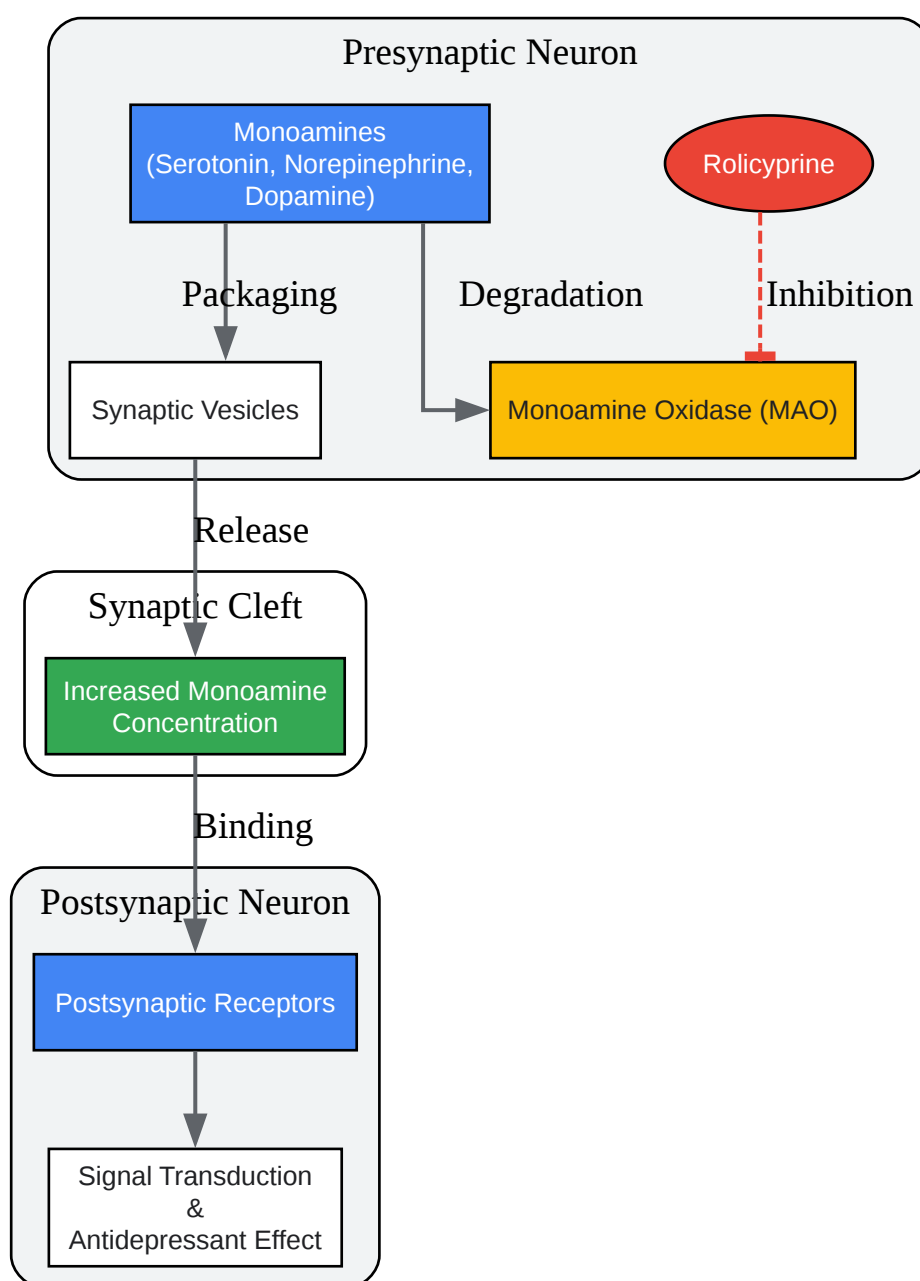 Presynaptic Neuron
Monoamines
(Serotonin, Norepinephrine,
Dopamine)
Rolicyprine
Packaging
Degradation
Inhibition
Synaptic Vesicles
Monoamine Oxidase (MAO)
Release
Synaptic Cleft
Increased Monoamine
Concentration
Binding
Postsynaptic Neuron
Postsynaptic Receptors
Signal Transduction
&
Antidepressant Effect